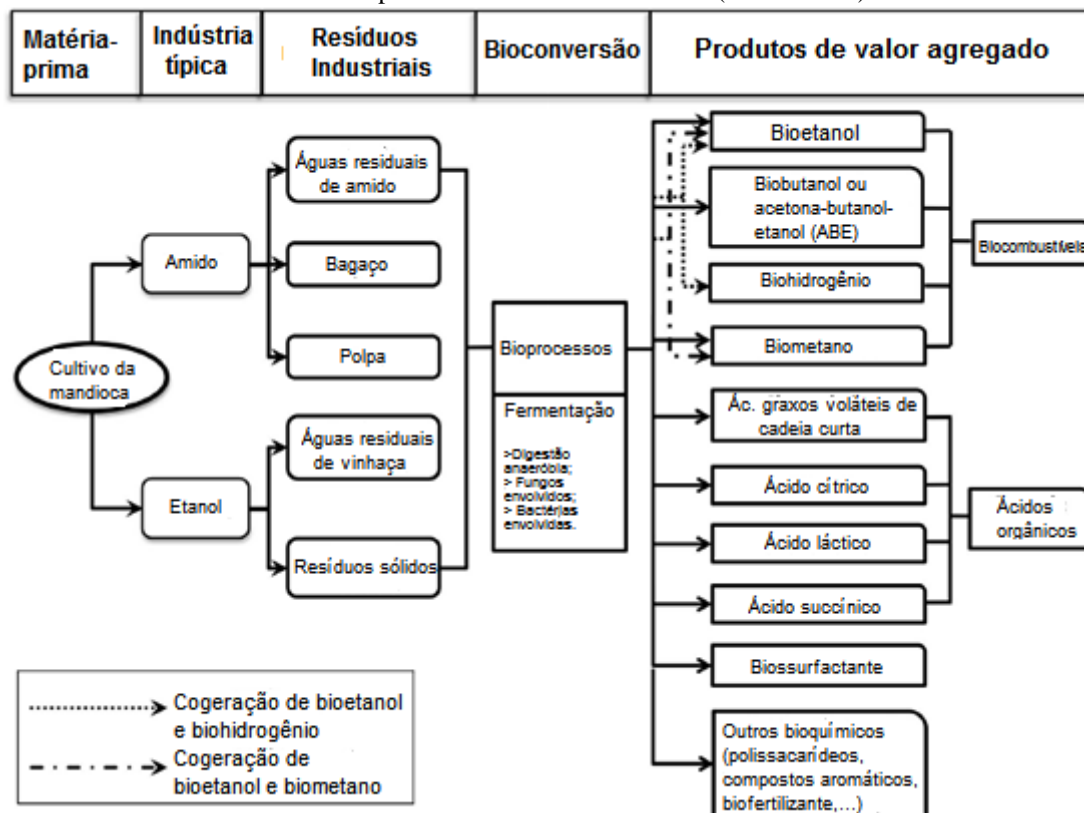 Matéria-
prima
Indústria
típica
Resíduos
Industriais
Bioconversão
Produtos de valor agregado
Cultivo da
mandioca
Amido
Etanol
Águas residuais
de amido
Bagaço
Polpa
Águas residuais
de vinhaça
Resíduos sólidos
Bioprocessos
Fermentação
>Digestão
anaeróbia;
> Fungos
envolvidos;
> Bactérias
envolvidas.
Bioetanol
Biobutanol ou
acetona-butanol-
etanol (ABE)
Biohidrogênio
Biometano
Biocombustíveis
Ác. graxos voláteis de
cadeia curta
Ácido cítrico
Ácido láctico
Ácido succínico
Ácidos
orgânicos
Biossurfactante
Outros bioquímicos
(polissacarídeos,
compostos aromáticos,
biofertilizante,...)
Cogeração de bioetanol
e biohidrogênio
Cogeração de
bioetanol e biometano